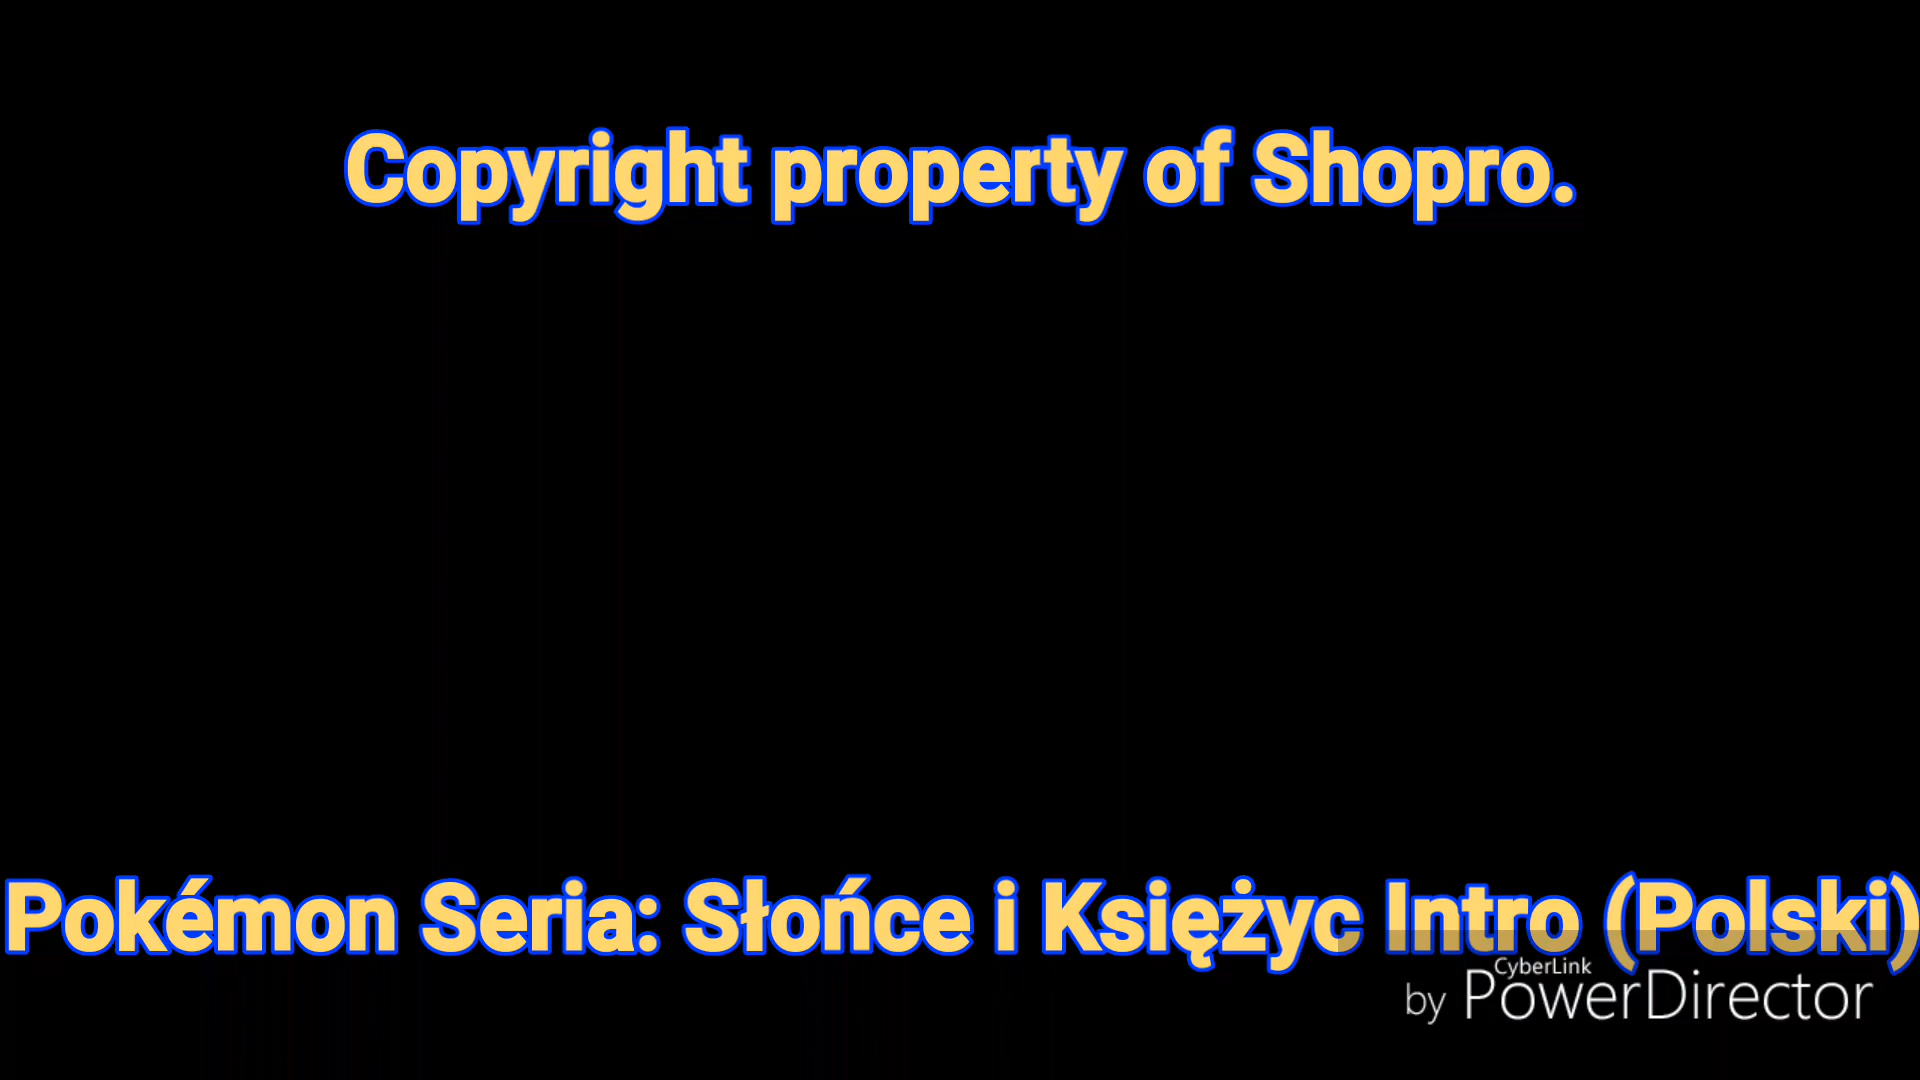 Copyright property of Shopro.
Pokémon Seria: Słońce i Księżyc Intro (Polski)
CyberLink
by PowerDirector